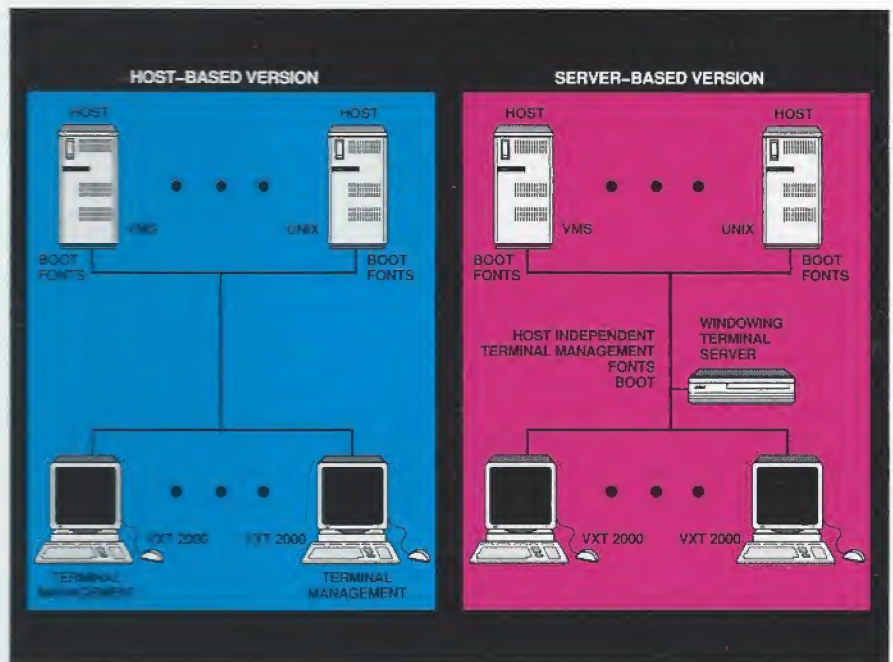 HOST-BASED VERSION
HOST
HOST
VMS
UNIX
BOOT
FONTS
BOOT
FONTS
VXT 2000
VXT 2000
TERMINAL
MANAGEMENT
TERMINAL
MANAGEMENT
SERVER-BASED VERSION
HOST
HOST
VMS
UNIX
BOOT
FONTS
BOOT
FONTS
HOST INDEPENDENT
TERMINAL MANAGEMENT
FONTS
BOOT
WINDOWING
TERMINAL
SERVER
VXT 2000
VXT 2000